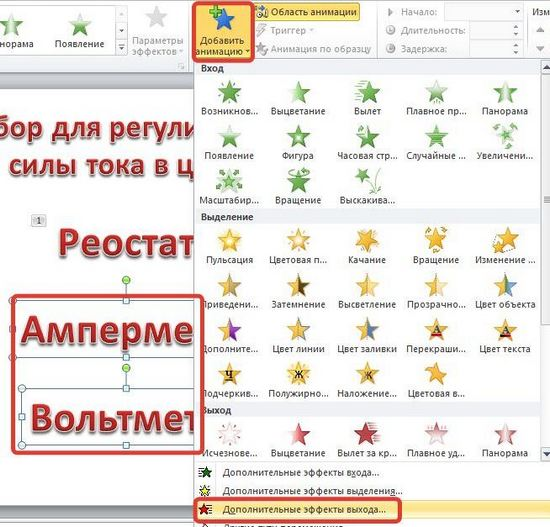 Появление
Параметры
эффектов
Добавить
анимацию
Область анимации
Триггер
Анимация по образцу
Начало:
Длительность:
Задержка:
Вход
Возникнов...
Выцветание
Вылет
Плавное пр...
Панорама
Появление
Фигура
Часовая стр...
Случайные ...
Увеличени...
Масштабир...
Вращение
Выскакива...
Выделение
Пульсация
Цветовая п...
Качание
Вращение
Изменение ...
Приведени...
Затемнение
Высветление
Прозрачно...
Цвет объекта
Дополните...
Цвет линии
Цвет заливки
Перекраши...
Цвет текста
Подчеркив...
Полужирно...
Наложение...
Цветовая в...
Выход
Исчезнове...
Выцветание
Вылет за кр...
Плавное уд...
Панорама
Дополнительные эффекты входа...
Дополнительные эффекты выделения...
Дополнительные эффекты выхода...
бор для регули
силы тока в ц
1
Реостат
Амперме
Вольтмет